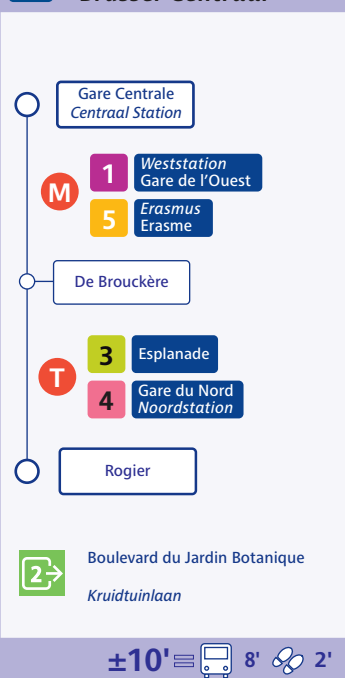 Gare Centrale
Centraal Station
M
1
Weststation
Gare de l'Ouest
5
Erasmus
Erasme
De Brouckère
T
3
Esplanade
4
Gare du Nord
Noordstation
Rogier
2
Boulevard du Jardin Botanique
Kruidtuinlaan
±10'= 8' 2'